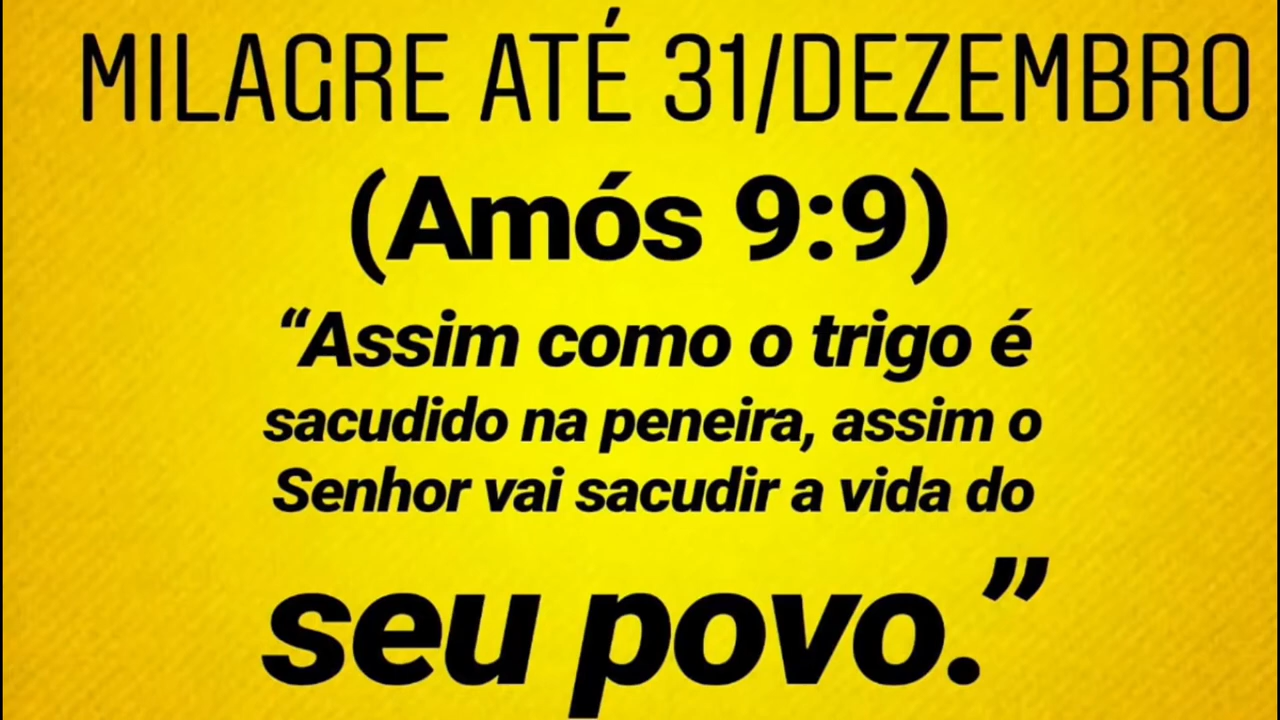 MILAGRE ATÉ 31/DEZEMBRO
(Amós 9:9)
“Assim como o trigo é
sacudido na peneira, assim o
Senhor vai sacudir a vida do
seu povo.”